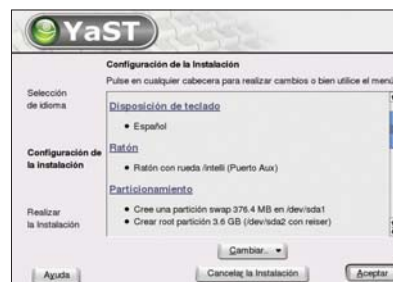 YaST
Configuración de la Instalación
Pulse en cualquier cabecera para realizar cambios o bien utilice el menú
Selección
de idioma
Disposición de teclado
• Español
Configuración de
la instalación
Ratón
• Ratón con rueda /intelli (Puerto Aux)
Particionamiento
• Cree una partición swap 376.4 MB en /dev/sda1
• Crear root partición 3.6 GB (/dev/sda2 con reiser)
Realizar
la Instalación
Cambiar..
Ayuda
Cancelar la Instalación
Aceptar